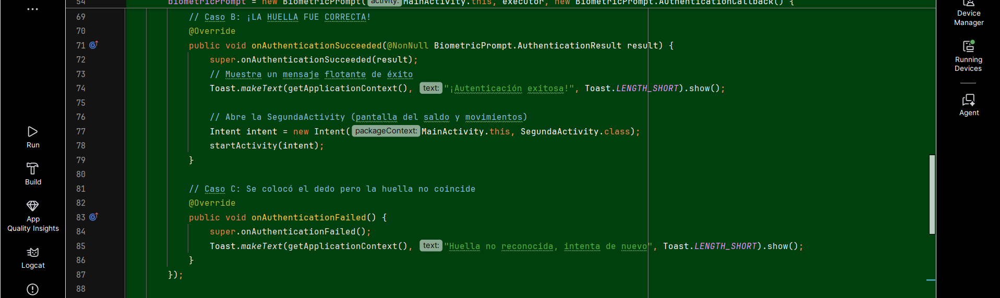 54 biometricPrompt = new BiometricPrompt( activity: MainActivity.this, executor, new BiometricPrompt.AuthenticationCallback() {
69 // Caso B: ¡LA HUELLA FUE CORRECTA!
70 @Override
71 public void onAuthenticationSucceeded(@NonNull BiometricPrompt.AuthenticationResult result) {
72 super.onAuthenticationSucceeded(result);
73 // Muestra un mensaje flotante de éxito
74 Toast.makeText(getApplicationContext(), text: "¡Autenticación exitosa!", Toast.LENGTH_SHORT).show();
75
76 // Abre la SegundaActivity (pantalla del saldo y movimientos)
77 Intent intent = new Intent( packageContext: MainActivity.this, SegundaActivity.class);
78 startActivity(intent);
79 }
80
81 // Caso C: Se colocó el dedo pero la huella no coincide
82 @Override
83 public void onAuthenticationFailed() {
84 super.onAuthenticationFailed();
85 Toast.makeText(getApplicationContext(), text: "Huella no reconocida, intenta de nuevo", Toast.LENGTH_SHORT).show();
86 }
87 });
88
Run
Build
App
Quality Insights
Logcat
Device
Manager
Running
Devices
Agent